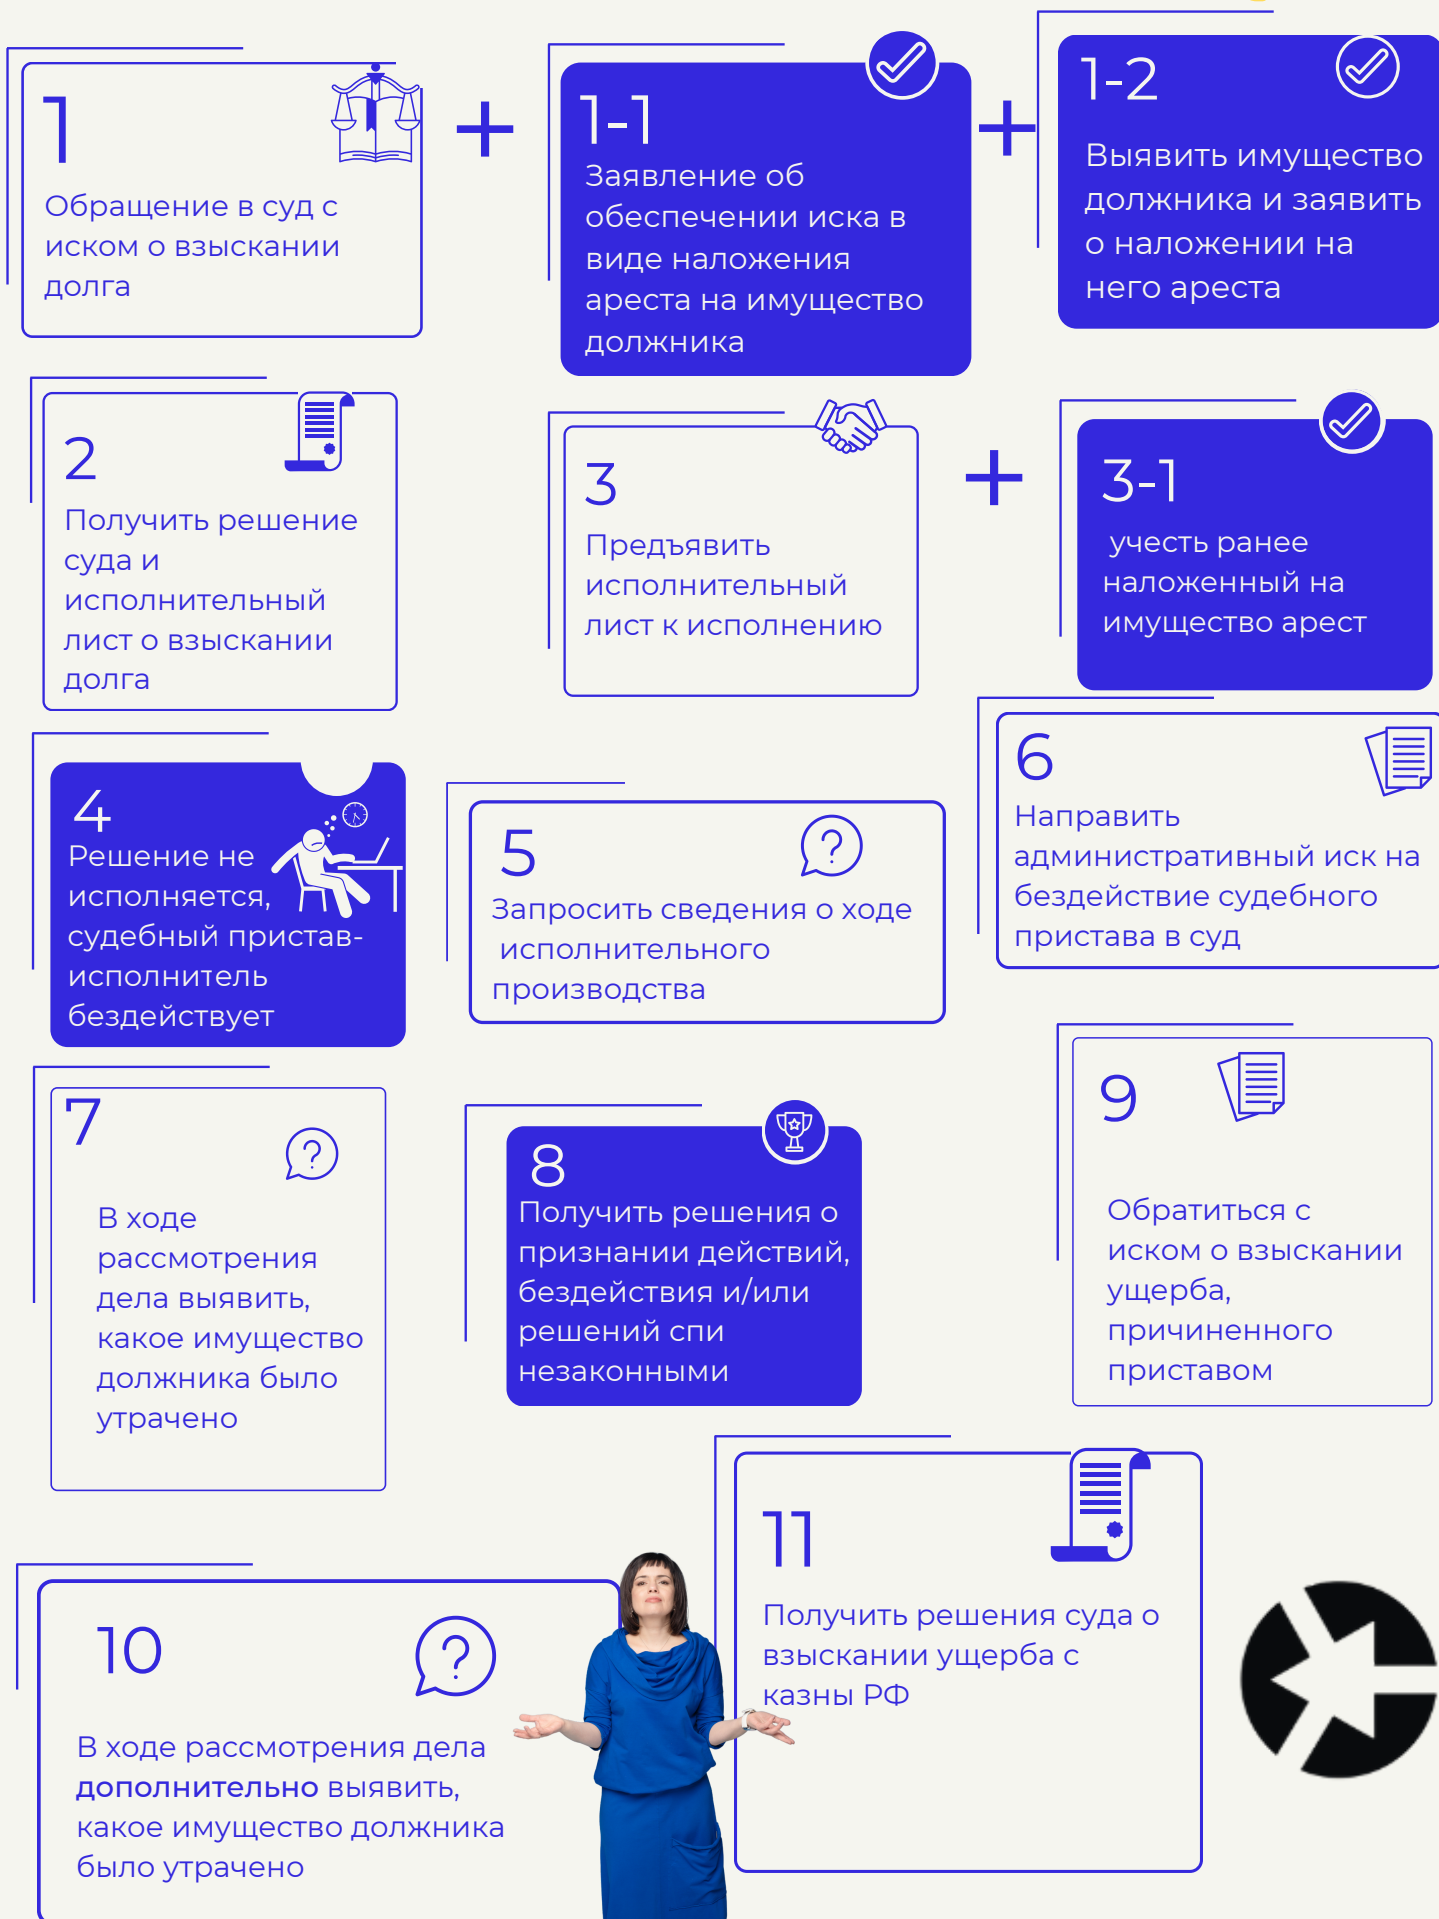 1
Обращение в суд с
иском о взыскании
долга
+
1-1
Заявление об
обеспечении иска в
виде наложения
ареста на имущество
должника
+
1-2
Выявить имущество
должника и заявить
о наложении на
него ареста
2
Получить решение
суда и
исполнительный
лист о взыскании
долга
3
Предъявить
исполнительный
лист к исполнению
+
3-1
учесть ранее
наложенный на
имущество арест
4
Решение не
исполняется,
судебный пристав-
исполнитель
бездействует
5
Запросить сведения о ходе
исполнительного
производства
6
Направить
административный иск на
бездействие судебного
пристава в суд
7
В ходе
рассмотрения
дела выявить,
какое имущество
должника было
утрачено
8
Получить решения о
признании действий,
бездействия и/или
решений спи
незаконными
9
Обратиться с
иском о взыскании
ущерба,
причиненного
приставом
10
В ходе рассмотрения дела
дополнительно выявить,
какое имущество должника
было утрачено
11
Получить решения суда о
взыскании ущерба с
казны РФ